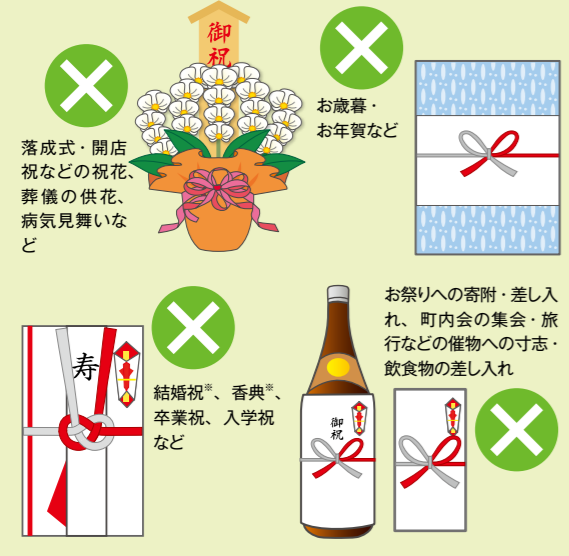 御祝
落成式・開店
祝などの祝花、
葬儀の供花、
病気見舞いな
ど
お歳暮・
お年賀など
寿
結婚祝※、香典※、
卒業祝、入学祝
など
お祭りへの寄附・差し入
れ、町内会の集会・旅
行などの催物への寸志・
飲食物の差し入れ
御祝